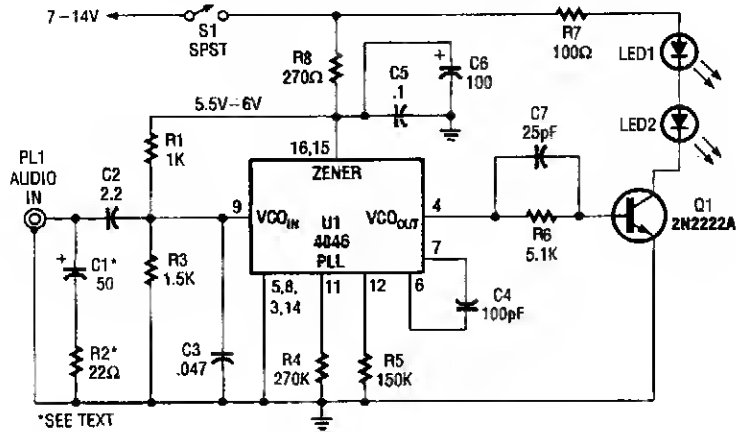 7–14V
S1
SPST
R7
100Ω
LED1
LED2
R8
270Ω
C5
.1
C6
+
100
5.5V–6V
R1
1K
16,15
ZENER
C7
25pF
PL1
AUDIO
IN
C2
2.2
9
VCOIN
U1
4046
PLL
VCOOUT
4
R6
5.1K
Q1
2N2222A
+
C1*
50
R3
1.5K
7
5,8,
3,14
11
12
6
C4
100pF
R2*
22Ω
C3
.047
R4
270K
R5
150K
*SEE TEXT